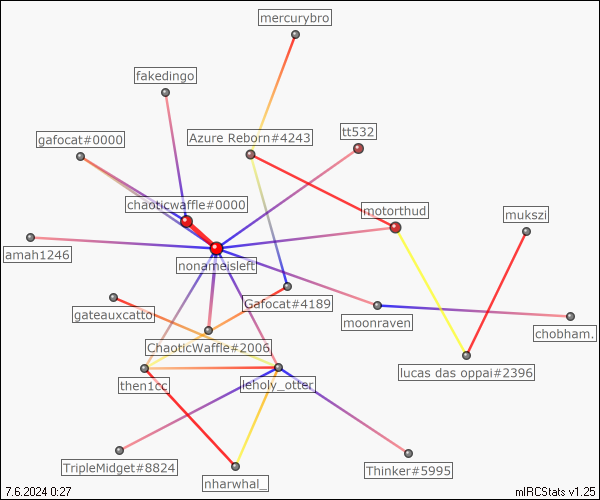 mercurybro
fakedingo
tt532
gafocat#0000
Azure Reborn#4243
chaoticwaffle#0000
motorthud
mukszi
amah1246
nonameisleft
Gafocat#4189
gateauxcatto
moonraven
chobham.
ChaoticWaffle#2006
lucas das oppai#2396
then1cc
leholy_otter
TripleMidget#8824
Thinker#5995
nharwhal_
7.6.2024 0:27
mIRCStats v1.25